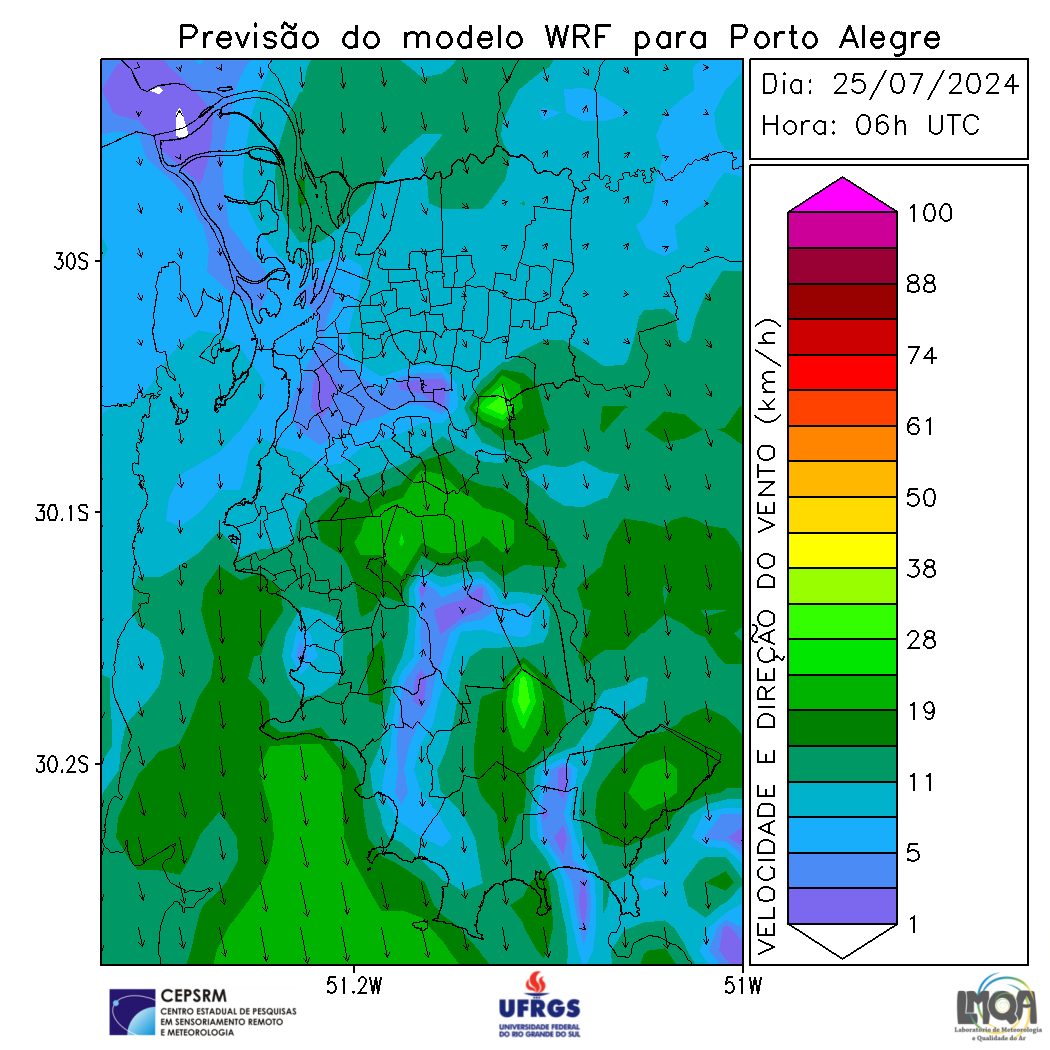 Previsão do modelo WRF para Porto Alegre
Dia: 25/07/2024
Hora: 06h UTC
30S
30.1S
30.2S
51.2W
51W
VELOCIDADE E DIREÇÃO DO VENTO (km/h)
100
88
74
61
50
38
28
19
11
5
1
CEPSRM
CENTRO ESTADUAL DE PESQUISAS
EM SENSORIAMENTO REMOTO
E METEOROLOGIA
UFRGS
UNIVERSIDADE FEDERAL
DO RIO GRANDE DO SUL
LMQA
Laboratório de Meteorologia
e Qualidade do Ar